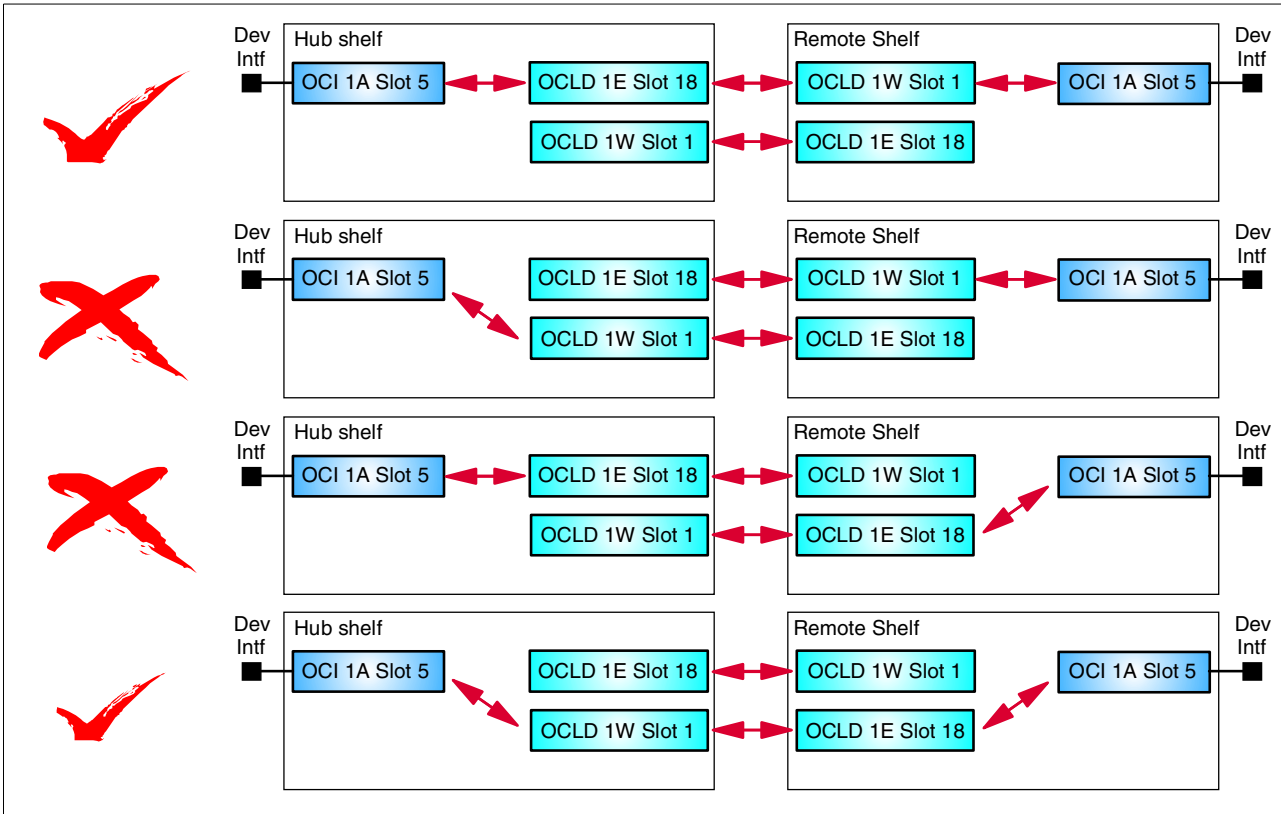 Dev
Intf
Hub shelf
Remote Shelf
Dev
Intf
OCI 1A Slot 5
OCLD 1E Slot 18
OCLD 1W Slot 1
OCI 1A Slot 5
OCLD 1W Slot 1
OCLD 1E Slot 18
Dev
Intf
Hub shelf
Remote Shelf
Dev
Intf
OCI 1A Slot 5
OCLD 1E Slot 18
OCLD 1W Slot 1
OCI 1A Slot 5
OCLD 1W Slot 1
OCLD 1E Slot 18
Dev
Intf
Hub shelf
Remote Shelf
Dev
Intf
OCI 1A Slot 5
OCLD 1E Slot 18
OCLD 1W Slot 1
OCI 1A Slot 5
OCLD 1W Slot 1
OCLD 1E Slot 18
Dev
Intf
Hub shelf
Remote Shelf
Dev
Intf
OCI 1A Slot 5
OCLD 1E Slot 18
OCLD 1W Slot 1
OCI 1A Slot 5
OCLD 1W Slot 1
OCLD 1E Slot 18